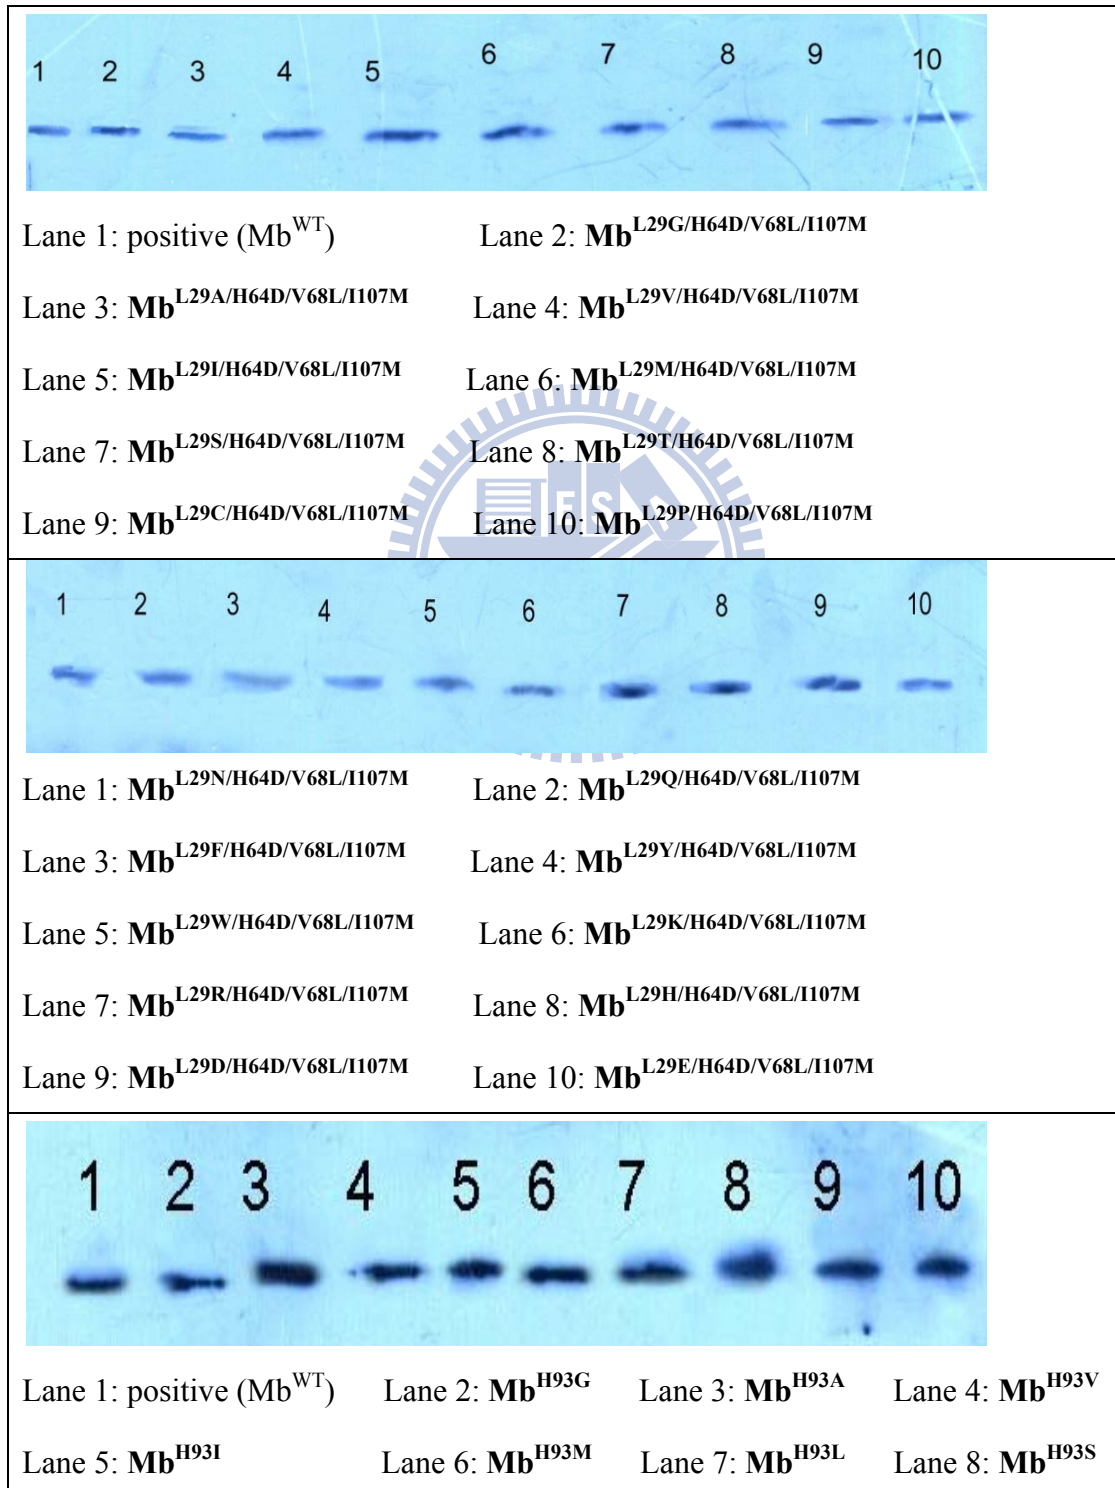 1 2 3 4 5 6 7 8 9 10
Lane 1: positive (Mb^WT) Lane 2: Mb^L29G/H64D/V68L/I107M
Lane 3: Mb^L29A/H64D/V68L/I107M Lane 4: Mb^L29V/H64D/V68L/I107M
Lane 5: Mb^L29I/H64D/V68L/I107M Lane 6: Mb^L29M/H64D/V68L/I107M
Lane 7: Mb^L29S/H64D/V68L/I107M Lane 8: Mb^L29T/H64D/V68L/I107M
ESA
Lane 9: Mb^L29C/H64D/V68L/I107M Lane 10: Mb^L29P/H64D/V68L/I107M
1 2 3 4 5 6 7 8 9 10
Lane 1: Mb^L29N/H64D/V68L/I107M Lane 2: Mb^L29Q/H64D/V68L/I107M
Lane 3: Mb^L29F/H64D/V68L/I107M Lane 4: Mb^L29Y/H64D/V68L/I107M
Lane 5: Mb^L29W/H64D/V68L/I107M Lane 6: Mb^L29K/H64D/V68L/I107M
Lane 7: Mb^L29R/H64D/V68L/I107M Lane 8: Mb^L29H/H64D/V68L/I107M
Lane 9: Mb^L29D/H64D/V68L/I107M Lane 10: Mb^L29E/H64D/V68L/I107M
1 2 3 4 5 6 7 8 9 10
Lane 1: positive (Mb^WT) Lane 2: Mb^H93G Lane 3: Mb^H93A Lane 4: Mb^H93V
Lane 5: Mb^H93I Lane 6: Mb^H93M Lane 7: Mb^H93L Lane 8: Mb^H93S